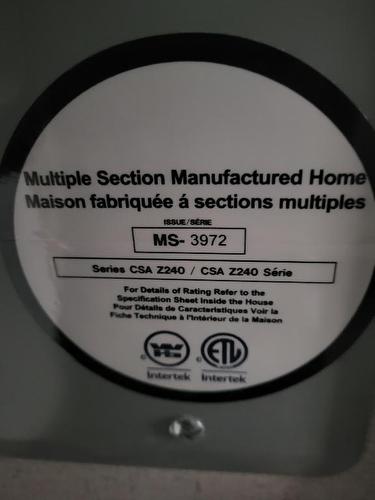 Multiple Section Manufactured Home
Maison fabriquée á sections multiples
ISSUE/SÉRIE
MS- 3972
Series CSA Z240 / CSA Z240 Série
For Details of Rating Refer to the
Specification Sheet Inside the House
Pour Détails de Caractéristiques Voir la
Fiche Technique à l'Intérieur de la Maison
c WH c ETL
Intertek Intertek